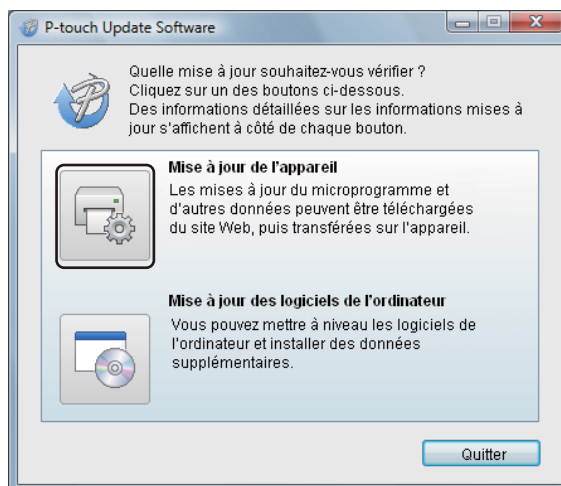 P-touch Update Software
Quelle mise à jour souhaitez-vous vérifier ?
Cliquez sur un des boutons ci-dessous.
Des informations détaillées sur les informations mises à
jour s'affichent à côté de chaque bouton.
Mise à jour de l'appareil
Les mises à jour du microprogramme et
d'autres données peuvent être téléchargées
du site Web, puis transférées sur l'appareil.
Mise à jour des logiciels de l'ordinateur
Vous pouvez mettre à niveau les logiciels de
l'ordinateur et installer des données
supplémentaires.
Quitter